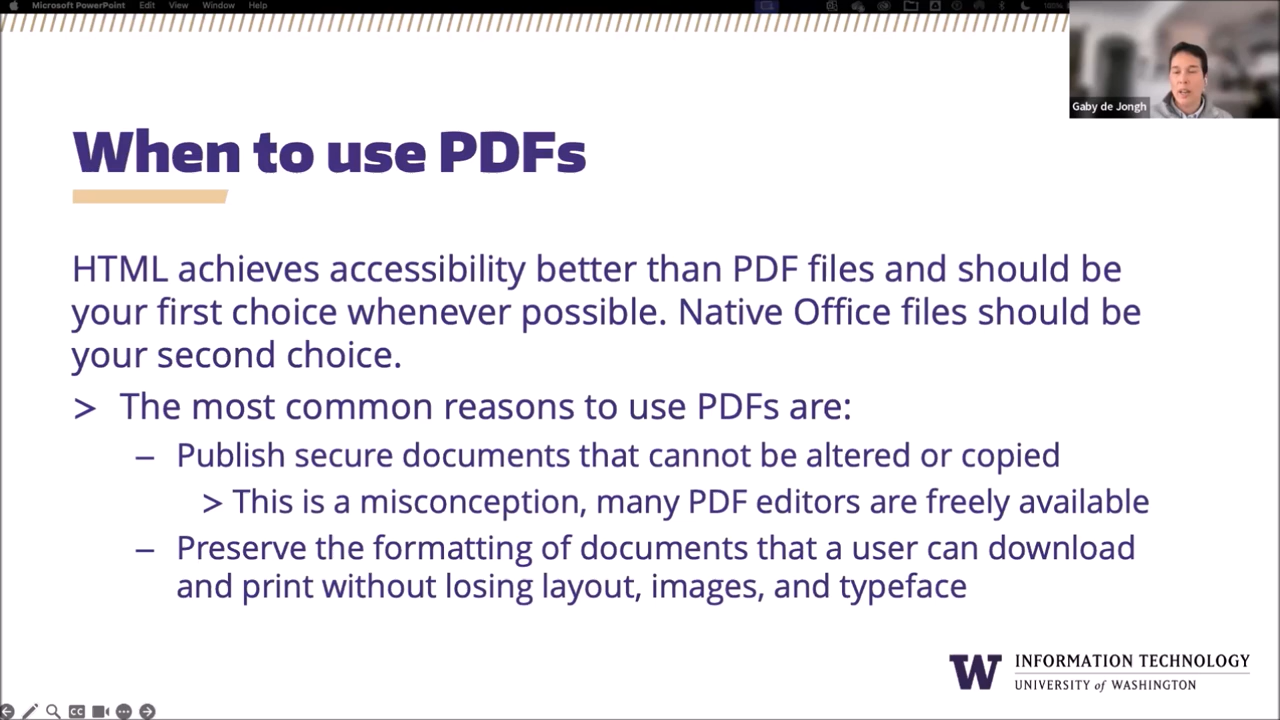 Microsoft PowerPoint Edit View Window Help
100%
Gaby de Jongh
When to use PDFs
HTML achieves accessibility better than PDF files and should be
your first choice whenever possible. Native Office files should be
your second choice.
> The most common reasons to use PDFs are:
– Publish secure documents that cannot be altered or copied
> This is a misconception, many PDF editors are freely available
– Preserve the formatting of documents that a user can download
and print without losing layout, images, and typeface
W INFORMATION TECHNOLOGY
UNIVERSITY of WASHINGTON
CC